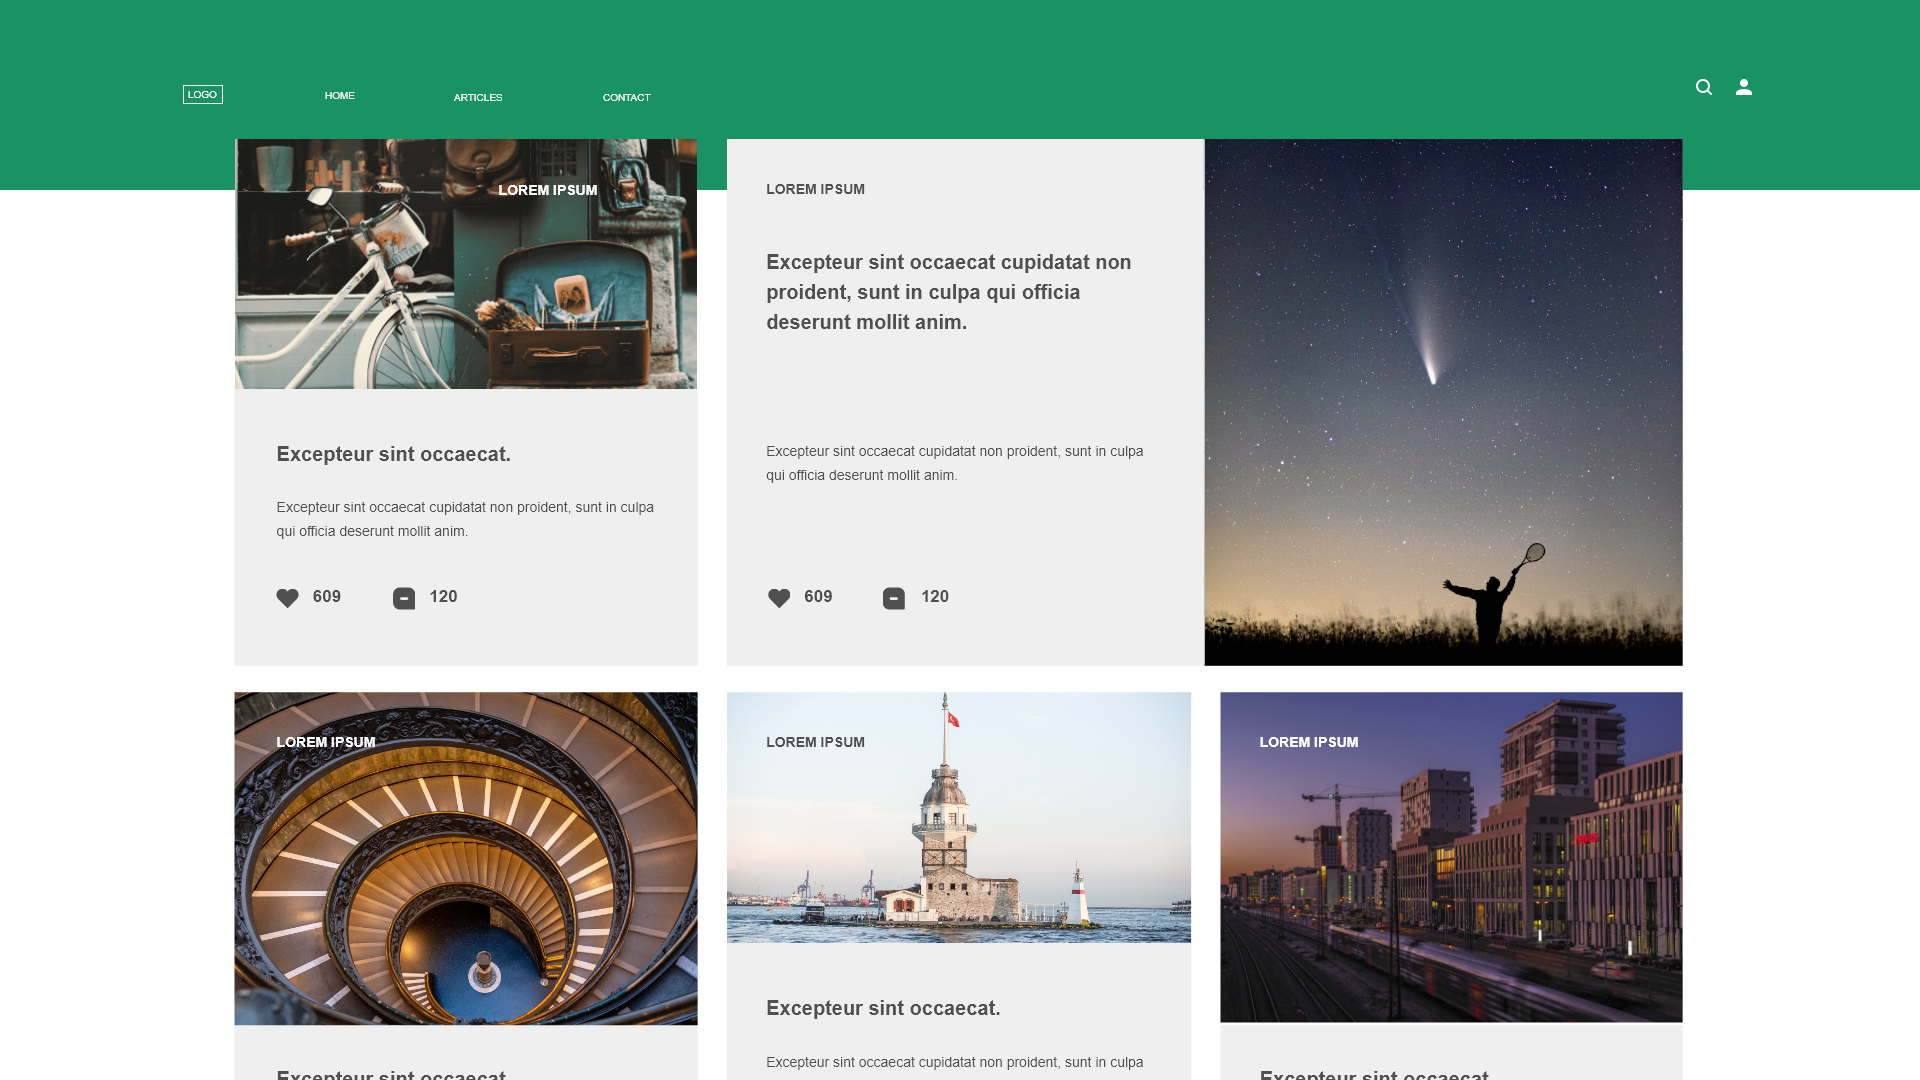 LOGO
HOME
ARTICLES
CONTACT
LOREM IPSUM
Excepteur sint occaecat.
Excepteur sint occaecat cupidatat non proident, sunt in culpa
qui officia deserunt mollit anim.
609
120
LOREM IPSUM
Excepteur sint occaecat cupidatat non
proident, sunt in culpa qui officia
deserunt mollit anim.
Excepteur sint occaecat cupidatat non proident, sunt in culpa
qui officia deserunt mollit anim.
609
120
LOREM IPSUM
Excepteur sint occaecat.
LOREM IPSUM
Excepteur sint occaecat.
Excepteur sint occaecat cupidatat non proident, sunt in culpa
LOREM IPSUM
Excepteur sint occaecat.